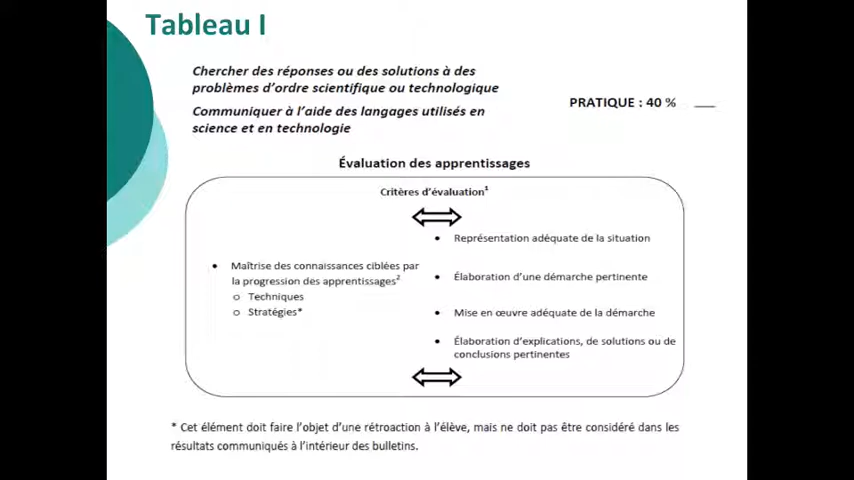 Tableau I
Chercher des réponses ou des solutions à des
problèmes d'ordre scientifique ou technologique
Communiquer à l'aide des langages utilisés en
science et en technologie
PRATIQUE : 40 % ___
Évaluation des apprentissages
Critères d'évaluation¹
• Maîtrise des connaissances ciblées par
la progression des apprentissages²
o Techniques
o Stratégies*
• Représentation adéquate de la situation
• Élaboration d'une démarche pertinente
• Mise en œuvre adéquate de la démarche
• Élaboration d'explications, de solutions ou de
conclusions pertinentes
* Cet élément doit faire l'objet d'une rétroaction à l'élève, mais ne doit pas être considéré dans les
résultats communiqués à l'intérieur des bulletins.